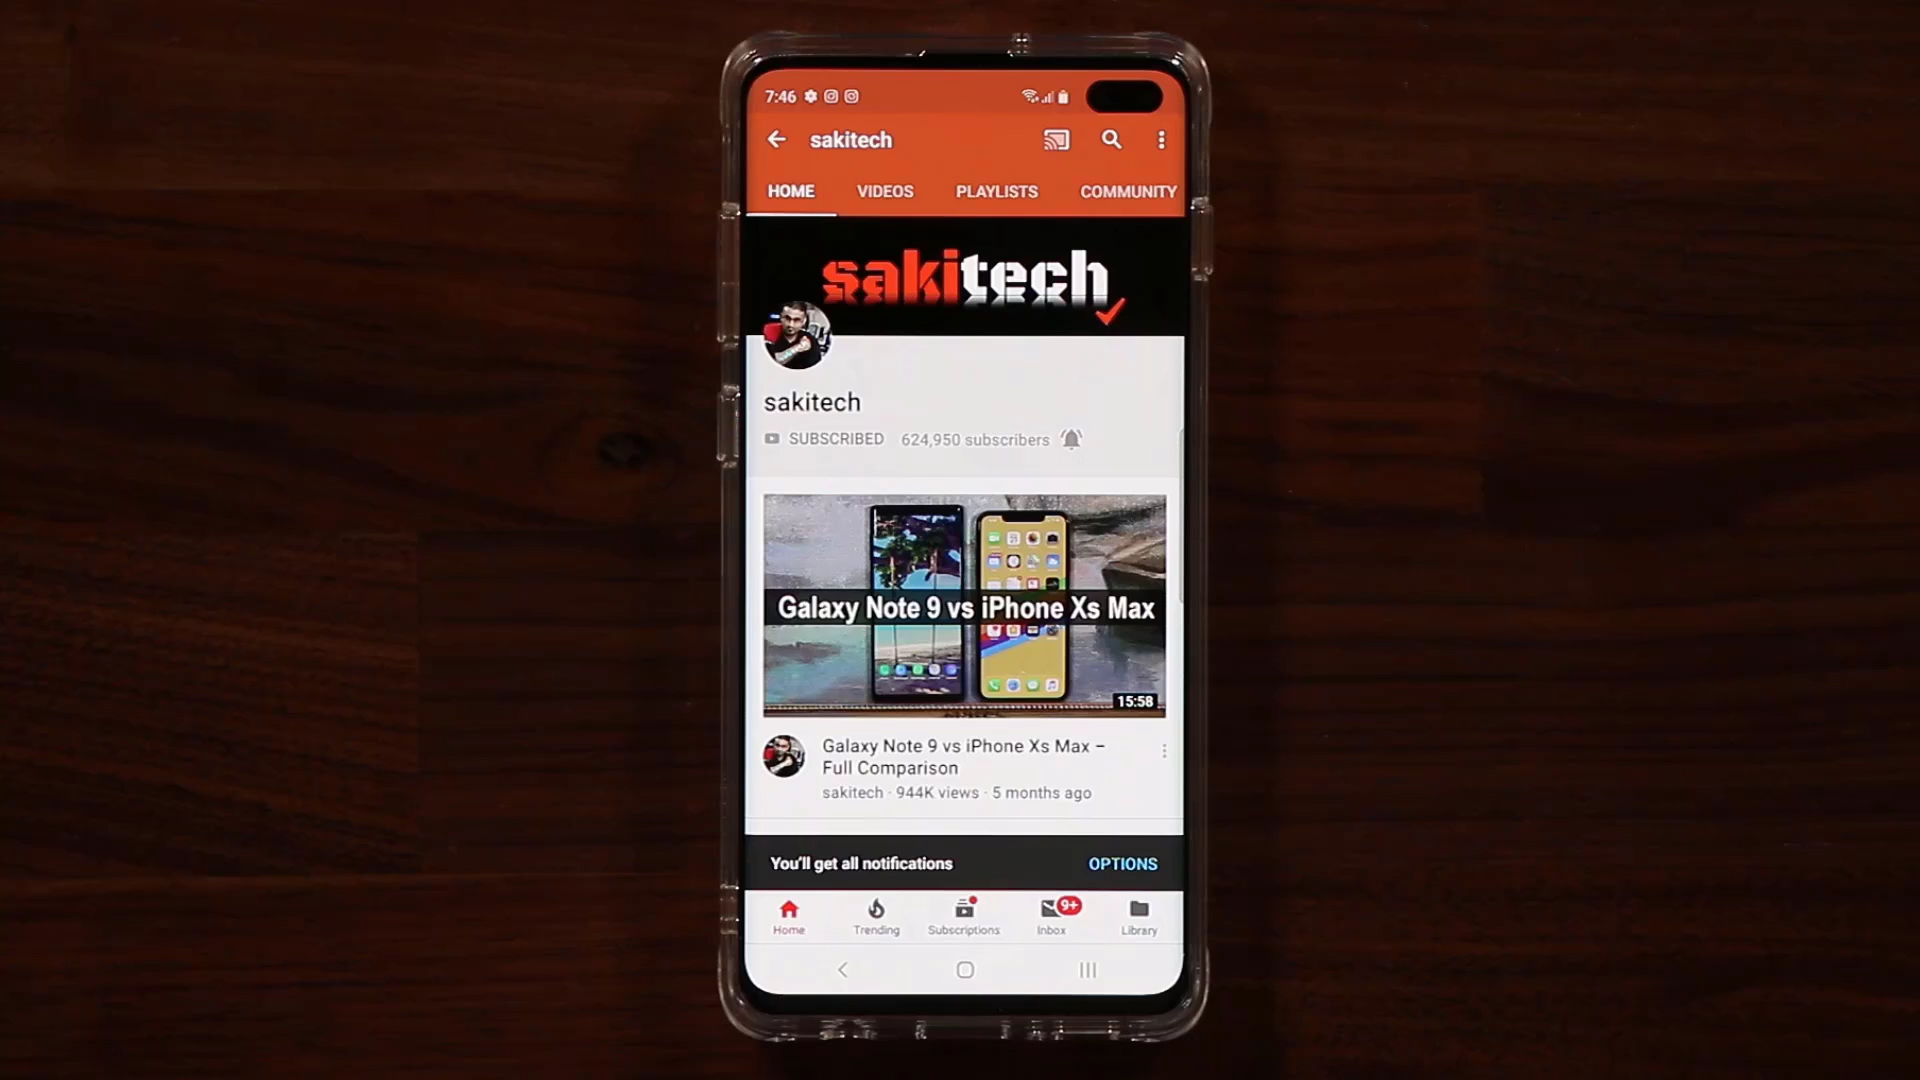 7:46
sakitech
HOME VIDEOS PLAYLISTS COMMUNITY
sakitech
sakitech
SUBSCRIBED 624,950 subscribers
Galaxy Note 9 vs iPhone Xs Max
15:58
Galaxy Note 9 vs iPhone Xs Max –
Full Comparison
sakitech · 944K views · 5 months ago
You'll get all notifications OPTIONS
9+
Home Trending Subscriptions Inbox Library